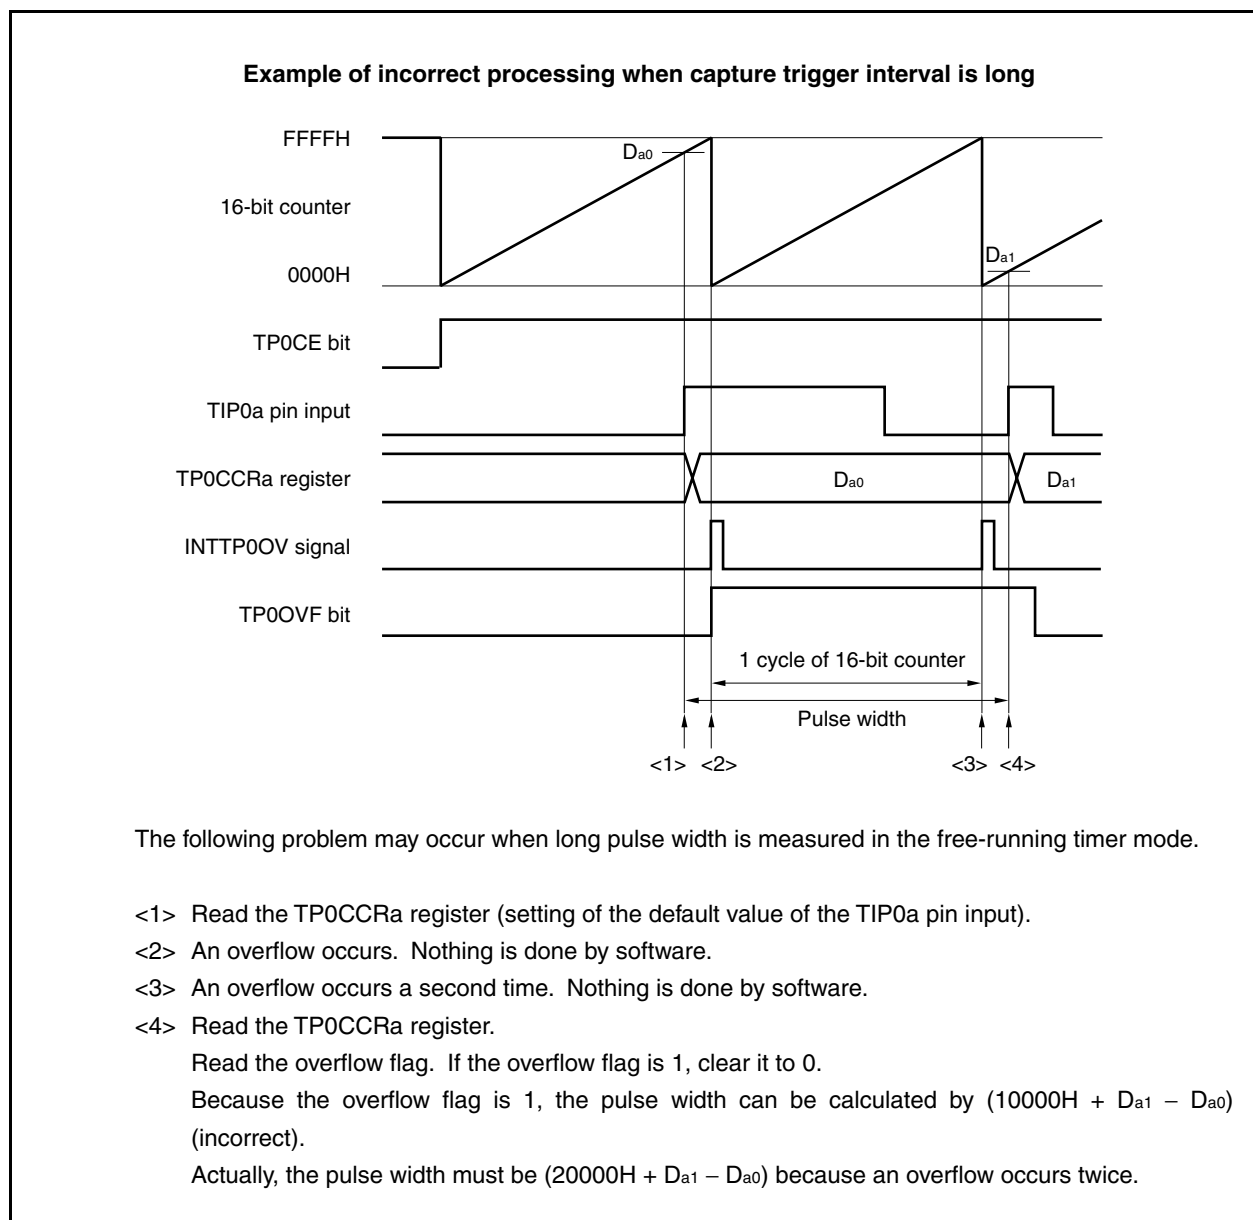 Example of incorrect processing when capture trigger interval is long
FFFFH
Da0
16-bit counter
Da1
0000H
TP0CE bit
TIP0a pin input
TP0CCRa register
Da0
Da1
INTTP0OV signal
TP0OVF bit
1 cycle of 16-bit counter
Pulse width
<1> <2> <3> <4>
The following problem may occur when long pulse width is measured in the free-running timer mode.
<1> Read the TP0CCRa register (setting of the default value of the TIP0a pin input).
<2> An overflow occurs. Nothing is done by software.
<3> An overflow occurs a second time. Nothing is done by software.
<4> Read the TP0CCRa register.
Read the overflow flag. If the overflow flag is 1, clear it to 0.
Because the overflow flag is 1, the pulse width can be calculated by (10000H + Da1 − Da0)
(incorrect).
Actually, the pulse width must be (20000H + Da1 − Da0) because an overflow occurs twice.